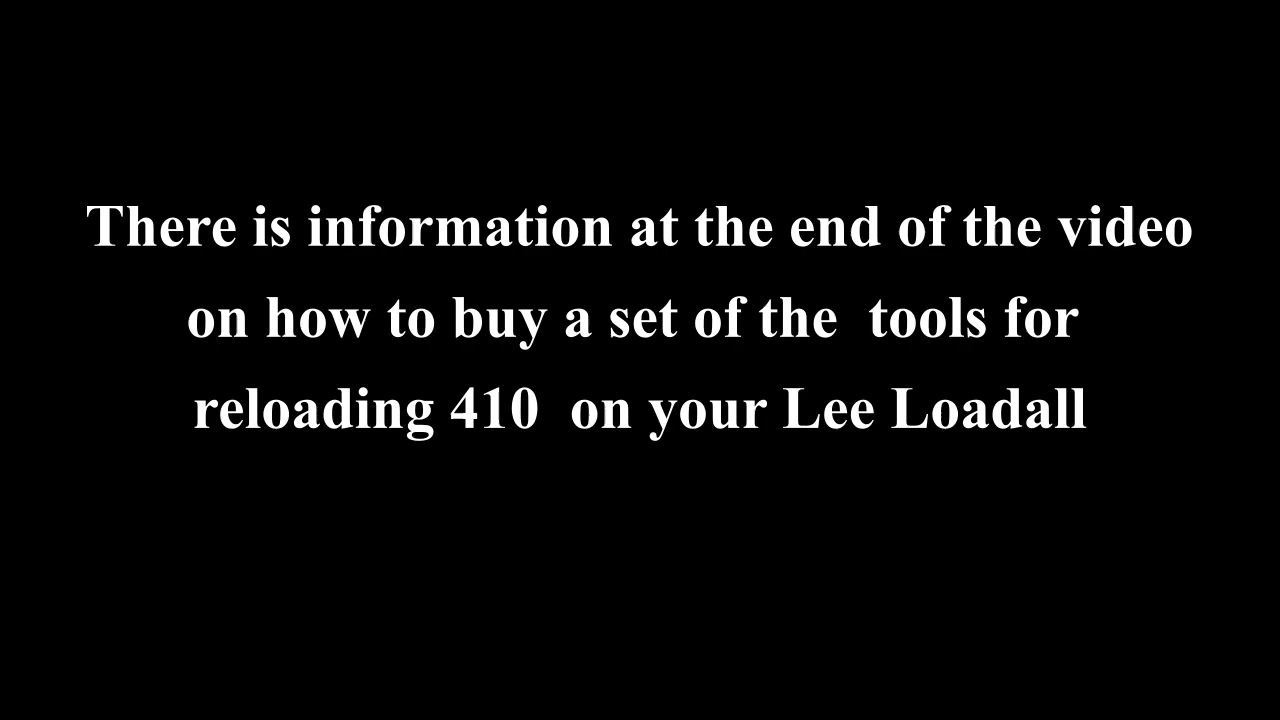 There is information at the end of the video
on how to buy a set of the  tools for
reloading 410  on your Lee Loadall